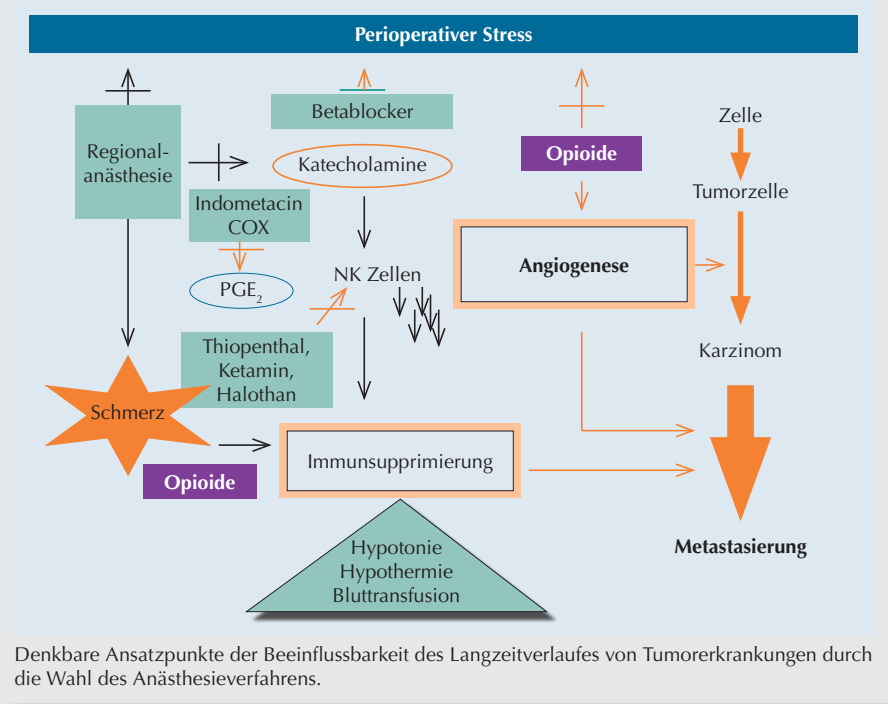 Perioperativer Stress
Betablocker
Regional-
anästhesie
Katecholamine
Opioide
Zelle
Tumorzelle
Indometacin
COX
PGE2
NK Zellen
Angiogenese
Karzinom
Thiopenthal,
Ketamin,
Halothan
Schmerz
Opioide
Immunsupprimierung
Metastasierung
Hypotonie
Hypothermie
Bluttransfusion
Denkbare Ansatzpunkte der Beeinflussbarkeit des Langzeitverlaufes von Tumorerkrankungen durch
die Wahl des Anästhesieverfahrens.